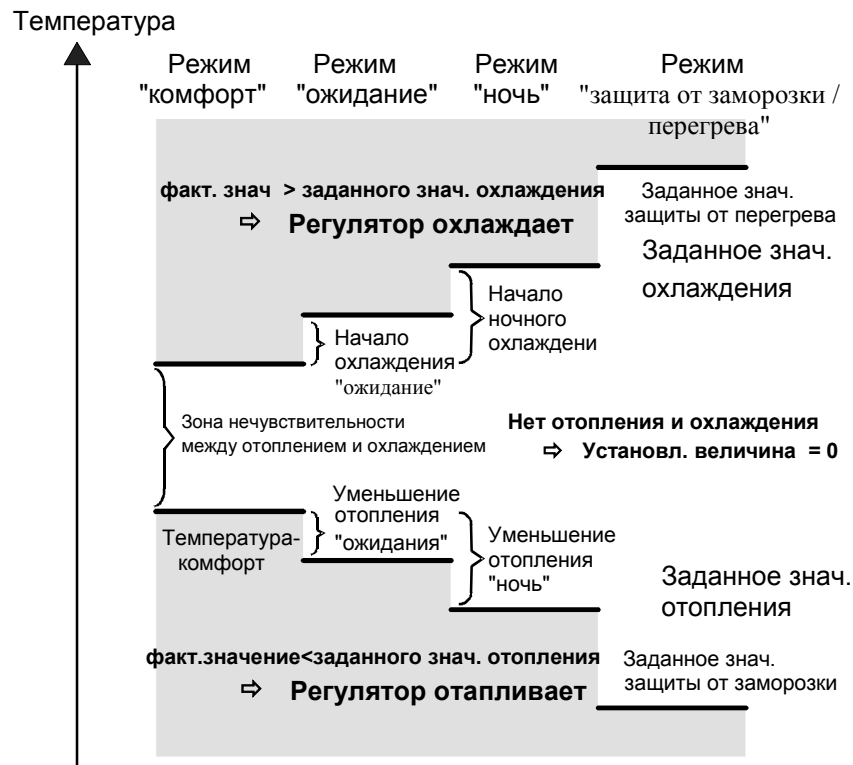 Температура
Режим
"комфорт"
Режим
"ожидание"
Режим
"ночь"
Режим
"защита от заморозки /
перегрева"
факт. знач > заданного знач. охлаждения
⇨ Регулятор охлаждает
Заданное знач.
защиты от перегрева
Заданное знач.
охлаждения
Начало
ночного
охлаждени
Начало
охлаждения
"ожидание"
Зона нечувствительности
между отоплением и охлаждением
Нет отопления и охлаждения
⇨ Установл. величина = 0
Температура-
комфорт
Уменьшение
отопления
"ожидания"
Уменьшение
отопления
"ночь"
Заданное знач.
отопления
факт.значение<заданного знач. отопления
⇨ Регулятор отапливает
Заданное знач.
защиты от заморозки